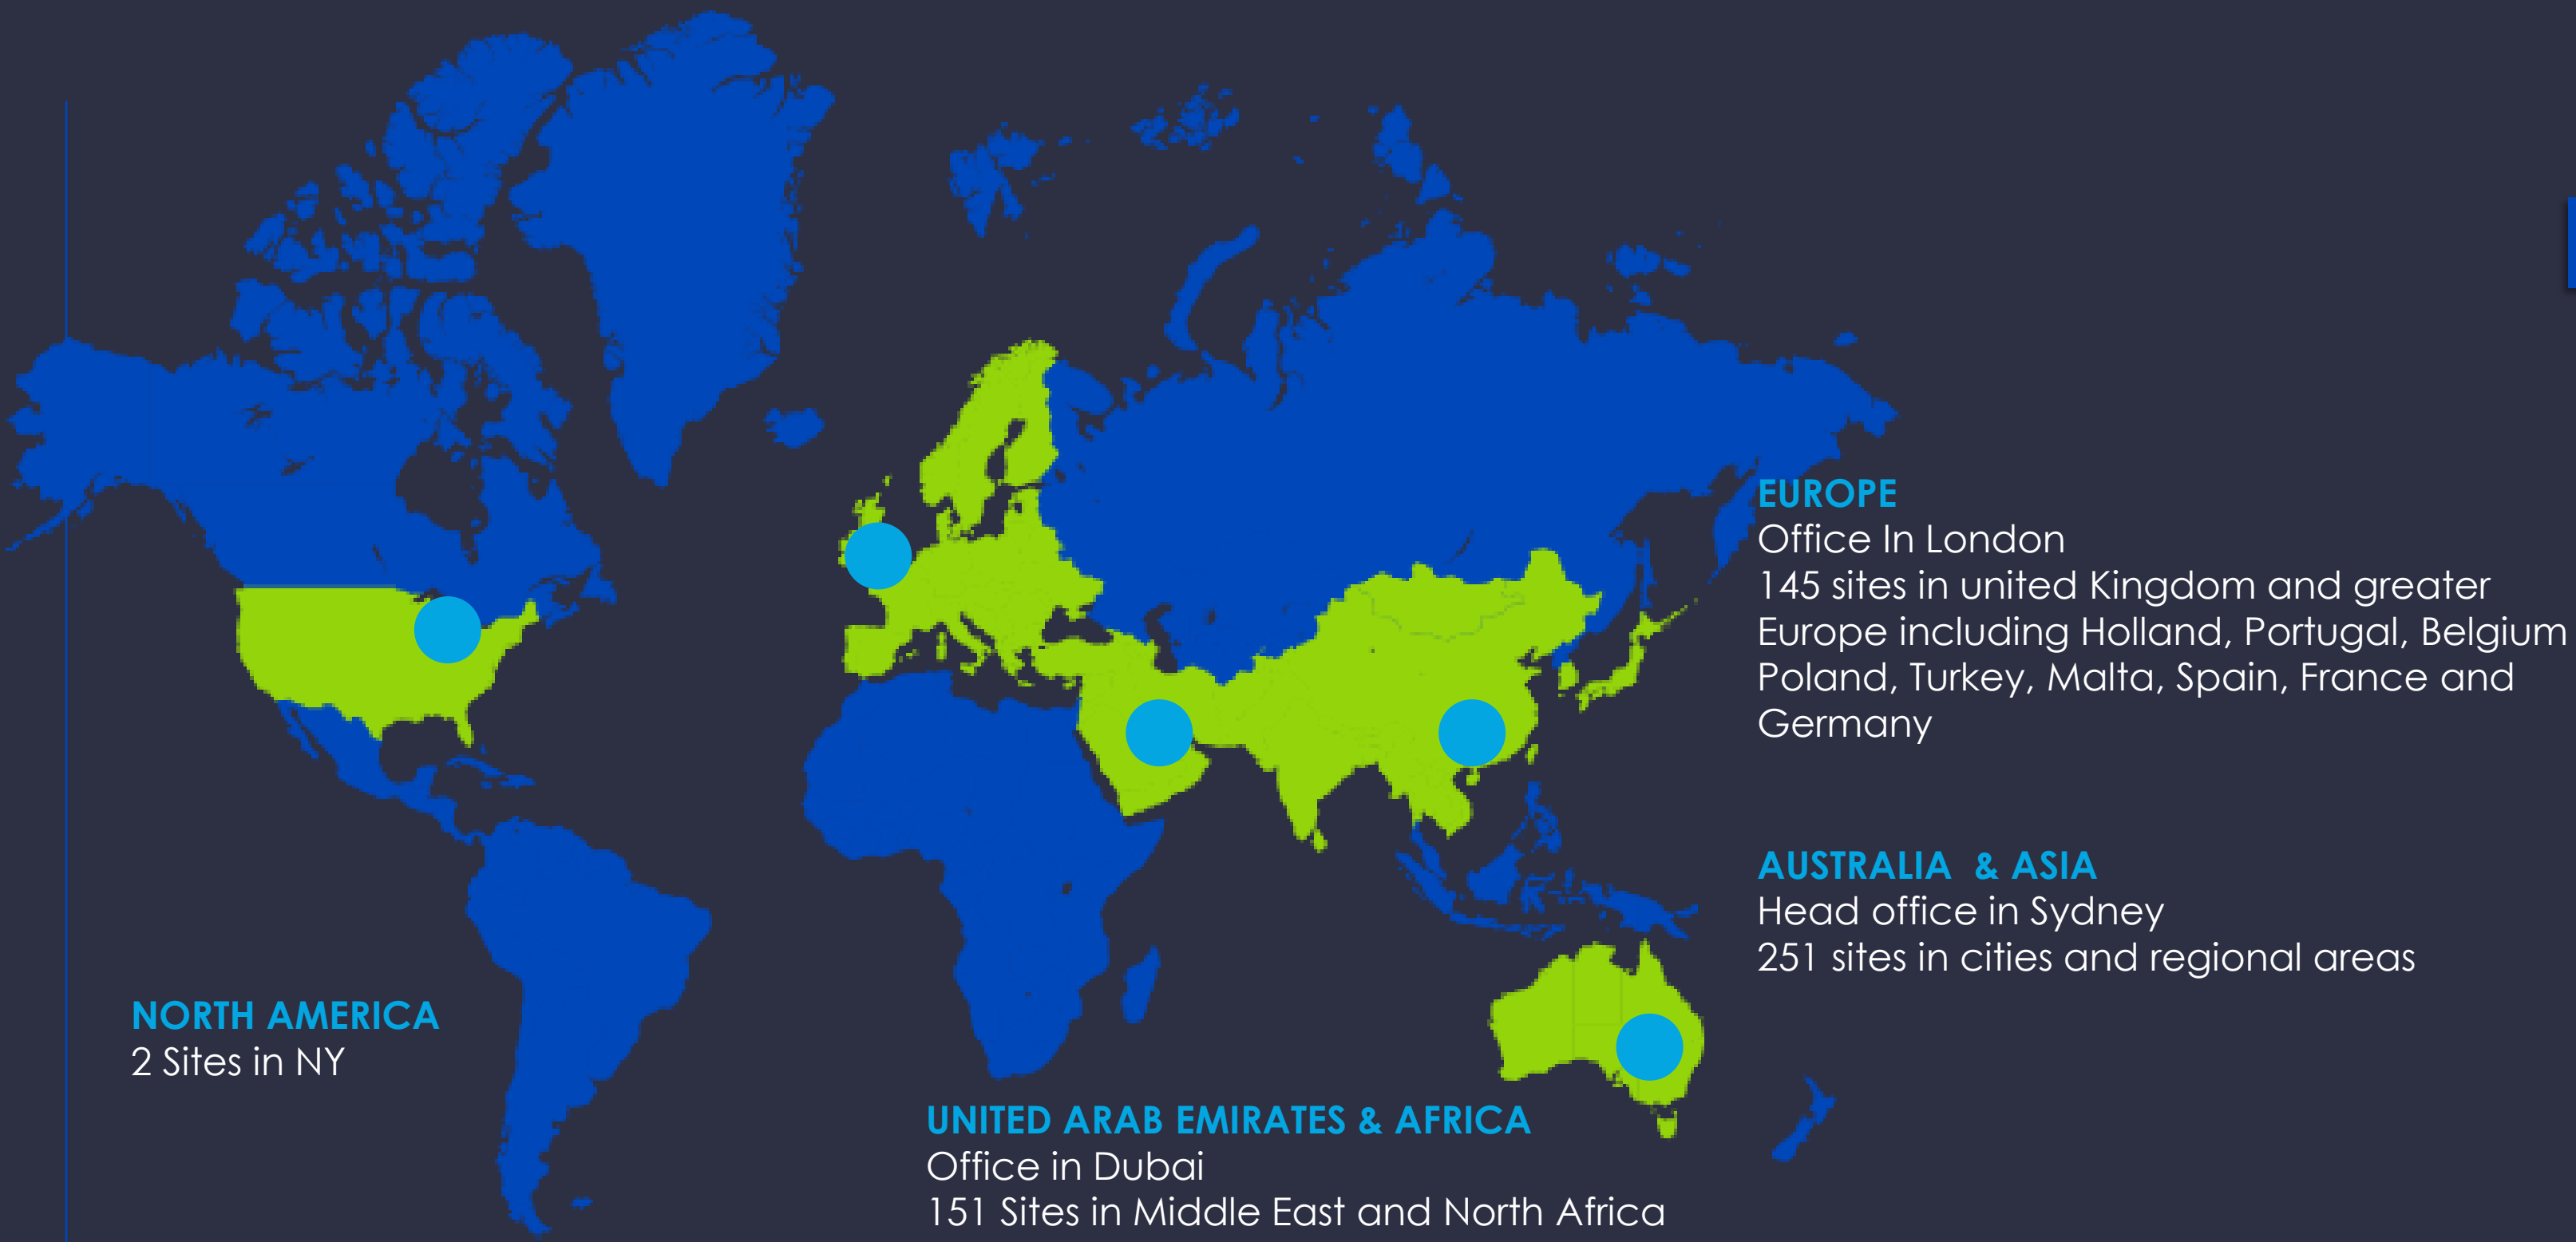 EUROPE
Office In London
145 sites in united Kingdom and greater
Europe including Holland, Portugal, Belgium
Poland, Turkey, Malta, Spain, France and
Germany
AUSTRALIA  & ASIA
Head office in Sydney
251 sites in cities and regional areas
NORTH AMERICA
2 Sites in NY
UNITED ARAB EMIRATES & AFRICA
Office in Dubai
151 Sites in Middle East and North Africa